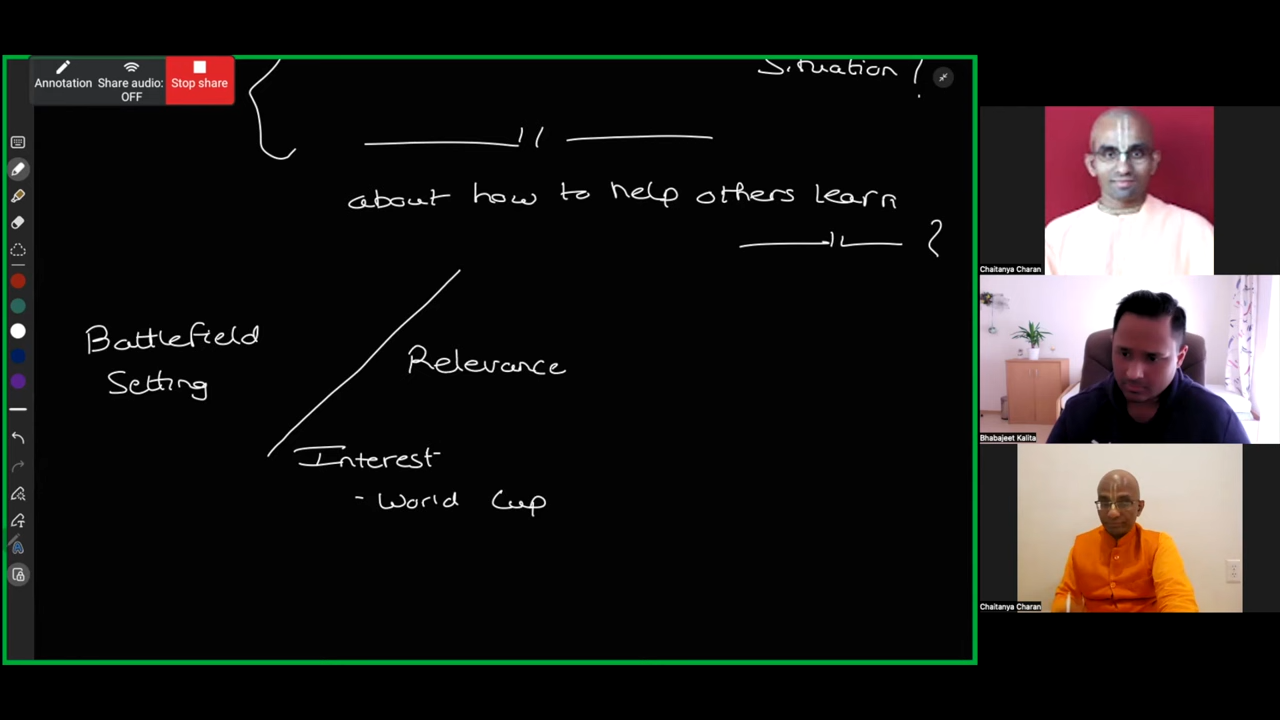 Annotation
Share audio:
OFF
Stop share
Situation ?
about how to help others learn
?
Battlefield
Setting
Relevance
Interest
- World Cup
Chaitanya Charan
Bhabajeet Kalita
Chaitanya Charan